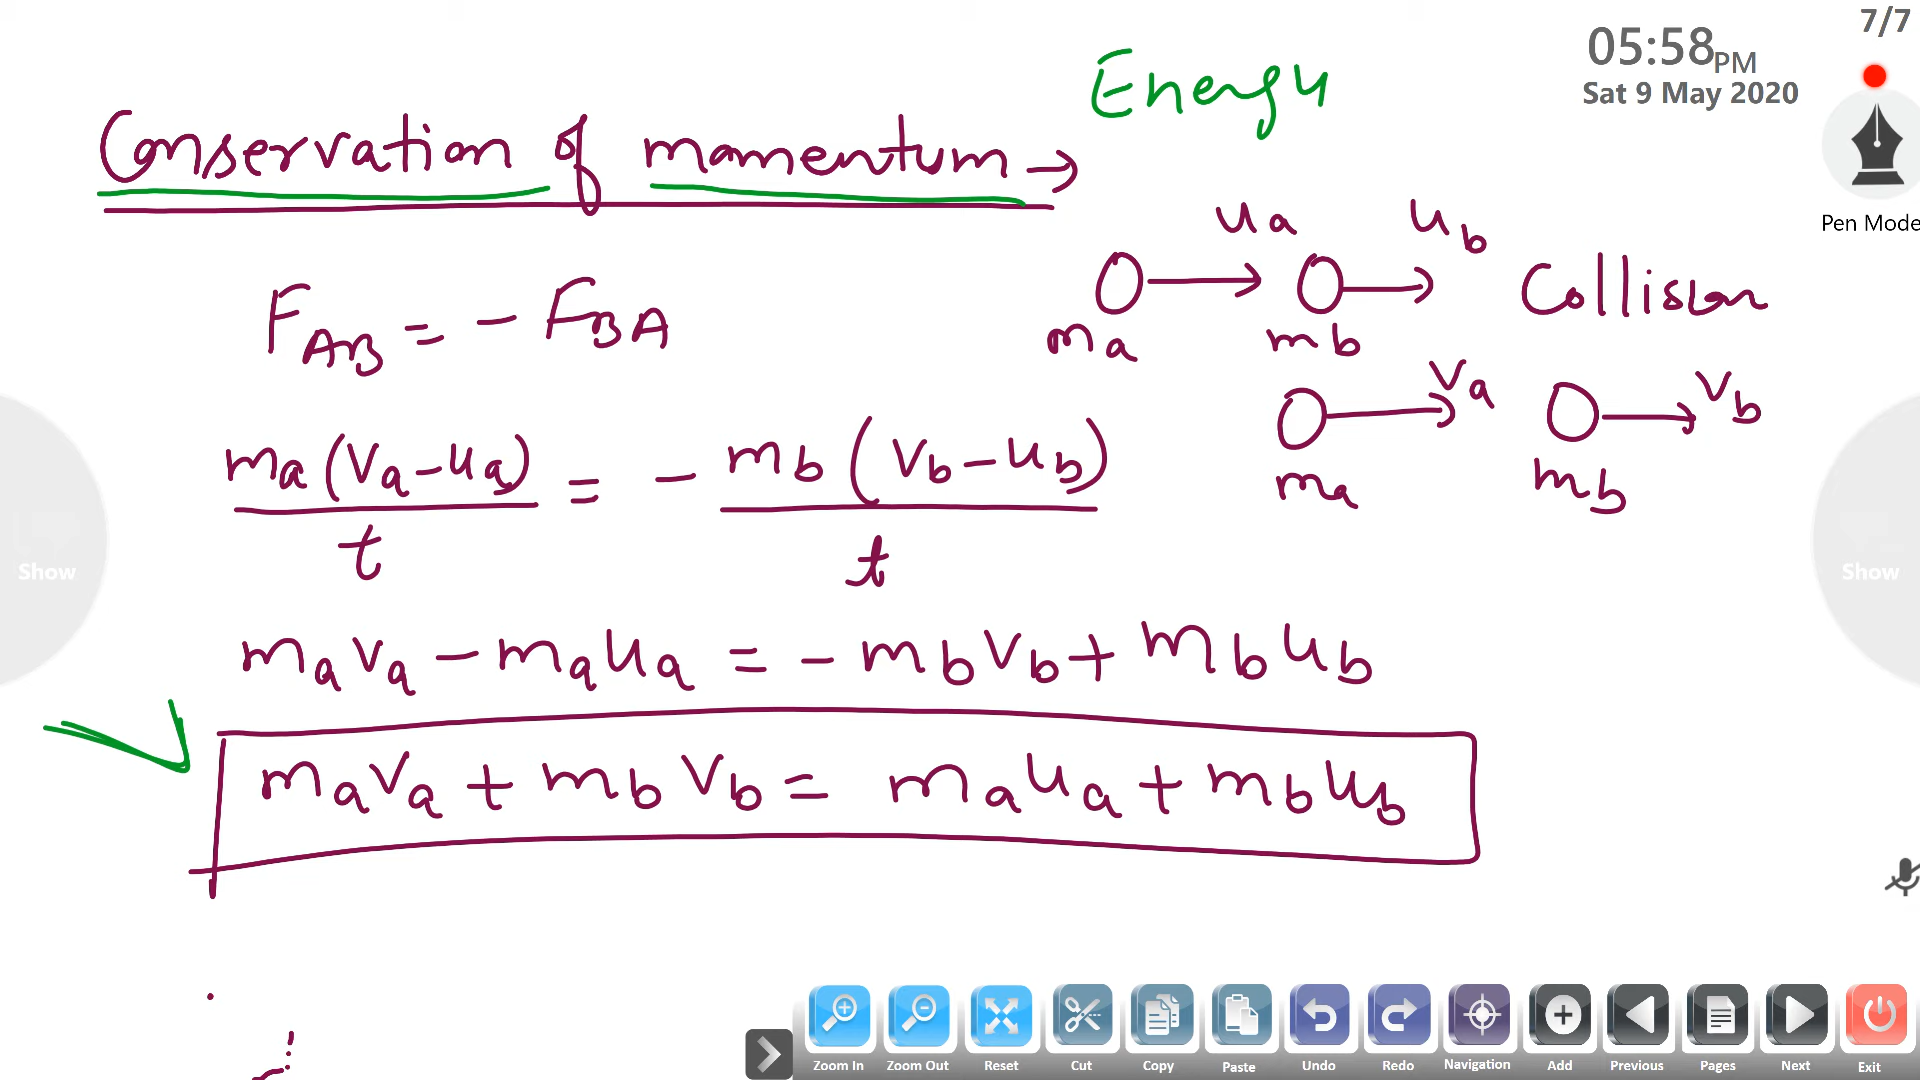 7/7
05:58PM
Sat 9 May 2020
Pen Mode
Energy
Conservation of momentum →
ua ub
Collision
ma mb
va vb
ma mb
FAB = - FBA
ma(va-ua)/t = - mb(vb-ub)/t
mava - maua = - mbvb + mbub
mava + mbvb = maua + mbub
Show
Show
Zoom In Zoom Out Reset Cut Copy Paste Undo Redo Navigation Add Previous Pages Next Exit